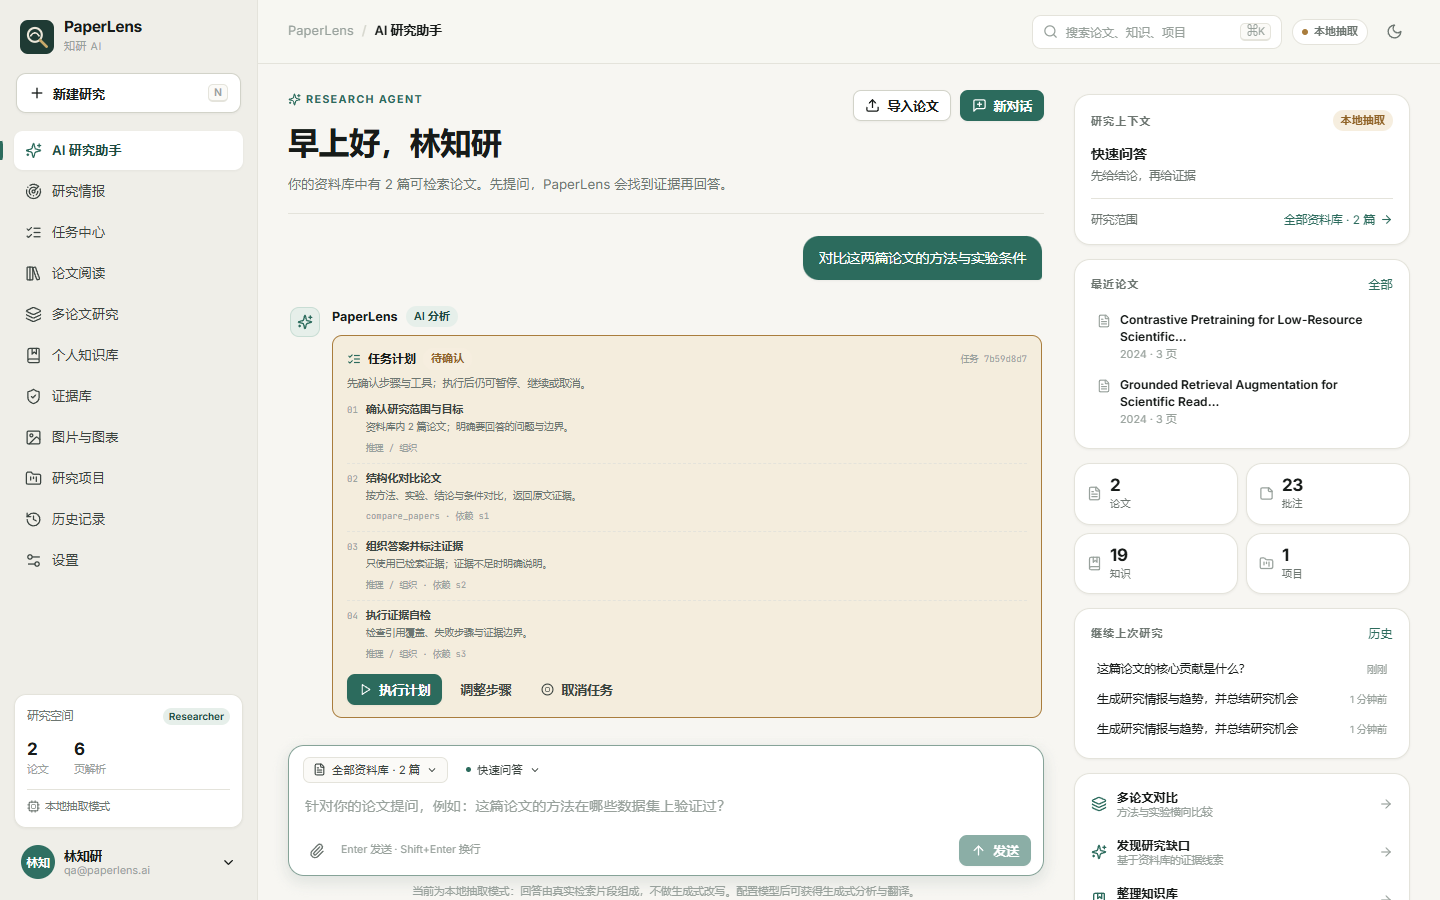 PaperLens
知研 AI
新建研究
N
AI 研究助手
研究情报
任务中心
论文阅读
多论文研究
个人知识库
证据库
图片与图表
研究项目
历史记录
设置
研究空间
Researcher
2
论文
6
页解析
本地抽取模式
林知
林知研
qa@paperlens.ai
PaperLens / AI 研究助手
搜索论文、知识、项目
⌘K
本地抽取
RESEARCH AGENT
早上好，林知研
你的资料库中有 2 篇可检索论文。先提问，PaperLens 会找到证据再回答。
导入论文
新对话
对比这两篇论文的方法与实验条件
PaperLens
AI 分析
任务计划
待确认
任务 7b59d8d7
先确认步骤与工具；执行后仍可暂停、继续或取消。
01 确认研究范围与目标
资料库内 2 篇论文；明确要回答的问题与边界。
推理 / 组织
02 结构化对比论文
按方法、实验、结论与条件对比，返回原文证据。
compare_papers · 依赖 s1
03 组织答案并标注证据
只使用已检索证据；证据不足时明确说明。
推理 / 组织 · 依赖 s2
04 执行证据自检
检查引用覆盖、失败步骤与证据边界。
推理 / 组织 · 依赖 s3
执行计划
调整步骤
取消任务
全部资料库 · 2 篇
快速问答
针对你的论文提问，例如：这篇论文的方法在哪些数据集上验证过？
Enter 发送 · Shift+Enter 换行
发送
当前为本地抽取模式：回答由真实检索片段组成，不做生成式改写。配置模型后可获得生成式分析与翻译。
研究上下文
本地抽取
快速问答
先给结论，再给证据
研究范围
全部资料库 · 2 篇
最近论文
全部
Contrastive Pretraining for Low-Resource
Scientific...
2024 · 3 页
Grounded Retrieval Augmentation for
Scientific Read...
2024 · 3 页
2
论文
23
批注
19
知识
1
项目
继续上次研究
历史
这篇论文的核心贡献是什么？
刚刚
生成研究情报与趋势，并总结研究机会
1 分钟前
生成研究情报与趋势，并总结研究机会
1 分钟前
多论文对比
方法与实验横向比较
发现研究缺口
基于资料库的证据线索
整理知识库